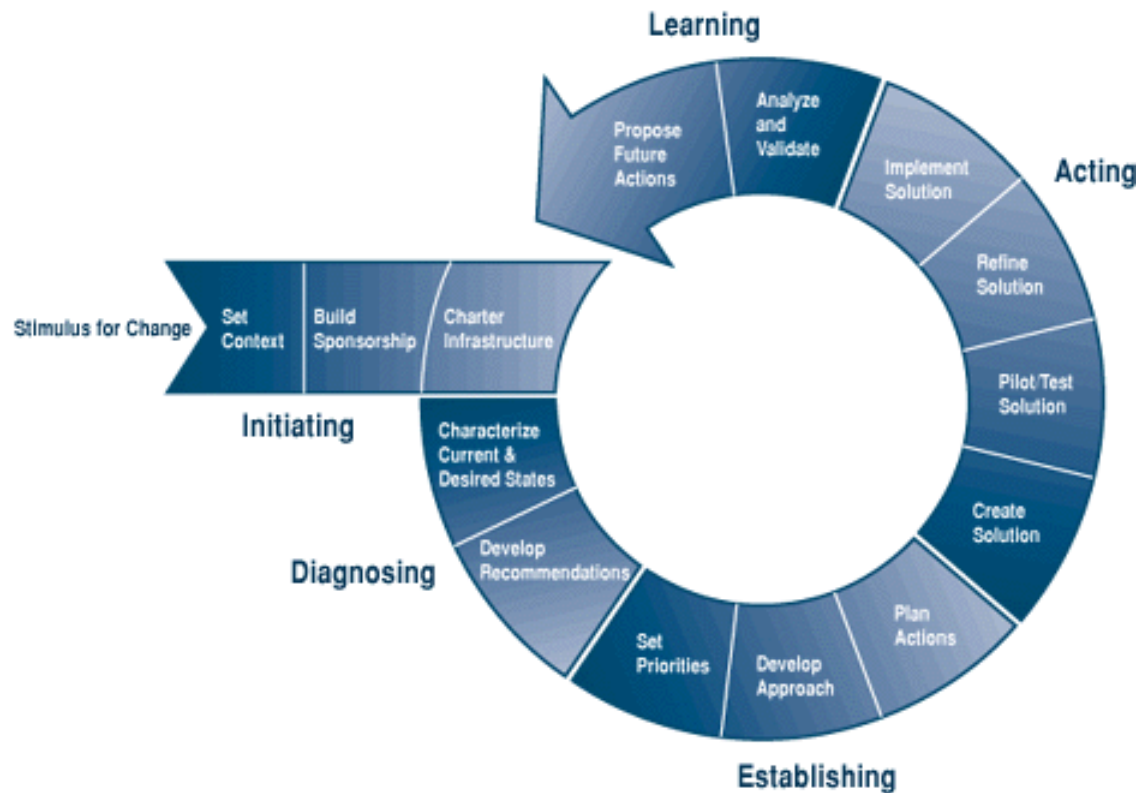 Learning
Analyze
and
Validate
Propose
Future
Actions
Implement
Solution
Acting
Refine
Solution
Stimulus for Change
Set
Context
Build
Sponsorship
Charter
Infrastructure
Pilot/Test
Solution
Initiating
Characterize
Current &
Desired States
Create
Solution
Diagnosing
Develop
Recommendations
Plan
Actions
Set
Priorities
Develop
Approach
Establishing